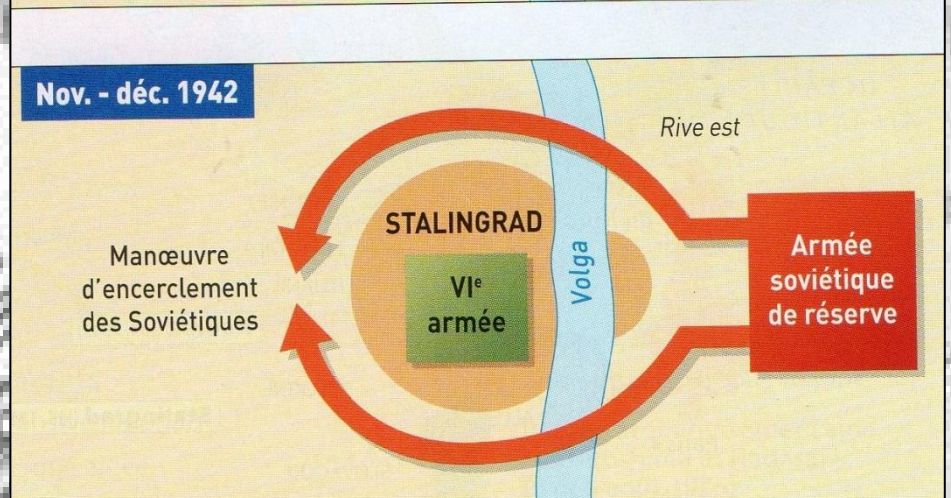 Nov. - déc. 1942
Rive est
STALINGRAD
VIᵉ
armée
Volga
Manœuvre
d'encerclement
des Soviétiques
Armée
soviétique
de réserve